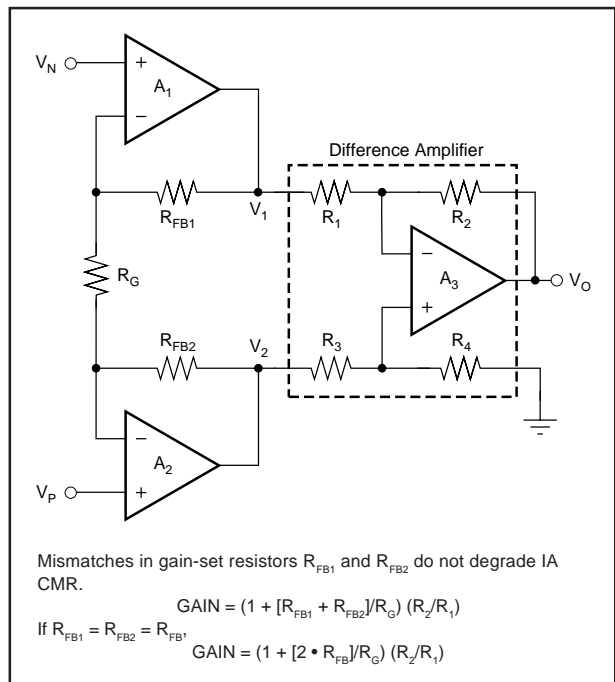 V_N
+
A_1
−
Difference Amplifier
R_FB1
V_1
R_1
R_2
R_G
−
A_3
+
V_O
R_FB2
V_2
R_3
R_4
−
A_2
V_P
+
Mismatches in gain-set resistors R_FB1 and R_FB2 do not degrade IA
CMR.
GAIN = (1 + [R_FB1 + R_FB2]/R_G) (R_2/R_1)
If R_FB1 = R_FB2 = R_FB,
GAIN = (1 + [2 • R_FB]/R_G) (R_2/R_1)